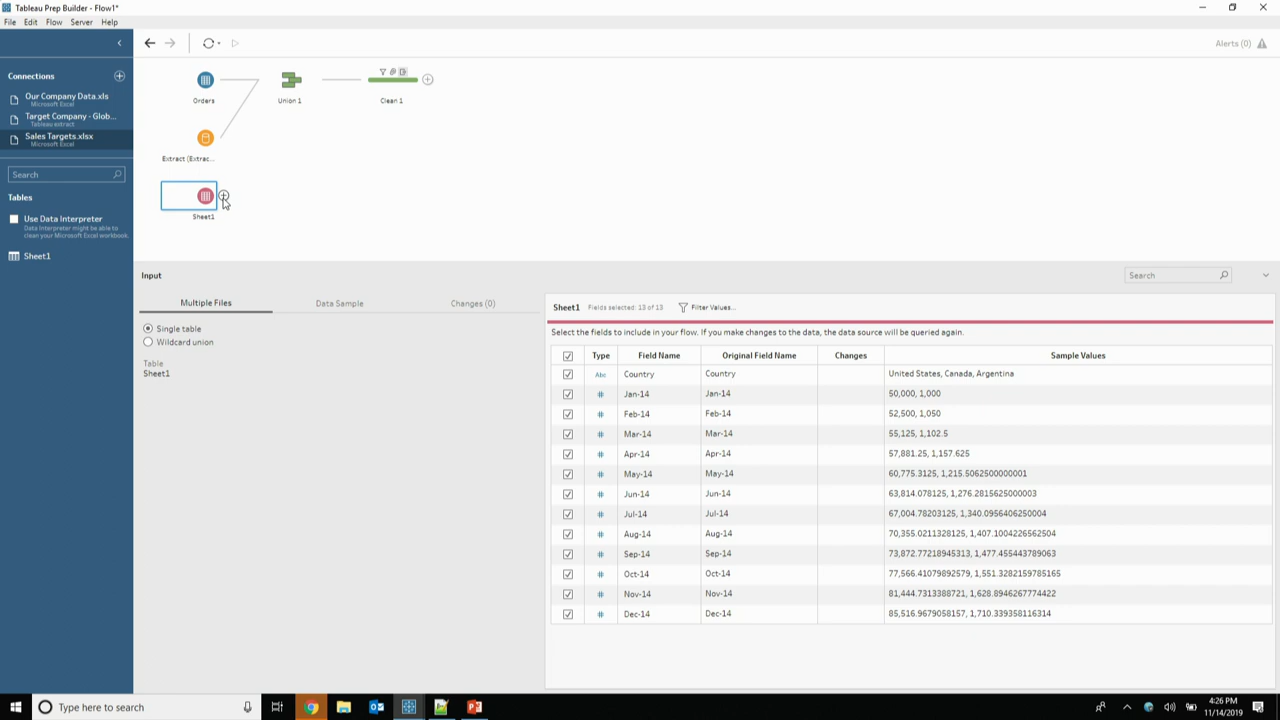 Tableau Prep Builder - Flow1*
File Edit Flow Server Help
Alerts (0)
Connections
Our Company Data.xls
Microsoft Excel
Target Company - Glob...
Tableau extract
Sales Targets.xlsx
Microsoft Excel
Search
Tables
Use Data Interpreter
Data Interpreter might be able to
clean your Microsoft Excel workbook.
Sheet1
Orders
Union 1
Clean 1
Extract (Extrac...
Sheet1
Input
Search
Multiple Files Data Sample Changes (0)
Single table
Wildcard union
Table
Sheet1
Sheet1 Fields selected: 13 of 13 Filter Values...
Select the fields to include in your flow. If you make changes to the data, the data source will be queried again.
Type Field Name Original Field Name Changes Sample Values
Abc Country Country United States, Canada, Argentina
# Jan-14 Jan-14 50,000, 1,000
# Feb-14 Feb-14 52,500, 1,050
# Mar-14 Mar-14 55,125, 1,102.5
# Apr-14 Apr-14 57,881.25, 1,157.625
# May-14 May-14 60,775.3125, 1,215.5062500000001
# Jun-14 Jun-14 63,814.078125, 1,276.2815625000003
# Jul-14 Jul-14 67,004.78203125, 1,340.0956406250004
# Aug-14 Aug-14 70,355.0211328125, 1,407.1004226562504
# Sep-14 Sep-14 73,872.77218945313, 1,477.455443789063
# Oct-14 Oct-14 77,566.41079892579, 1,551.3282159785165
# Nov-14 Nov-14 81,444.7313388721, 1,628.8946267774422
# Dec-14 Dec-14 85,516.9679058157, 1,710.339358116314
Type here to search
4:26 PM
11/14/2019